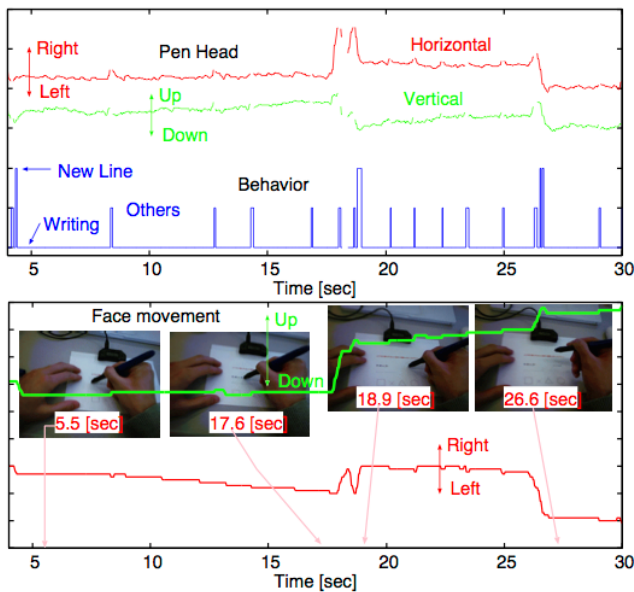 Right
Pen Head
Horizontal
Left
Up
Vertical
Down
New Line
Behavior
Others
Writing
5
10
15
20
25
30
Time [sec]
Face movement
Up
Down
5.5 [sec]
17.6 [sec]
18.9 [sec]
26.6 [sec]
Right
Left
5
10
15
20
25
30
Time [sec]